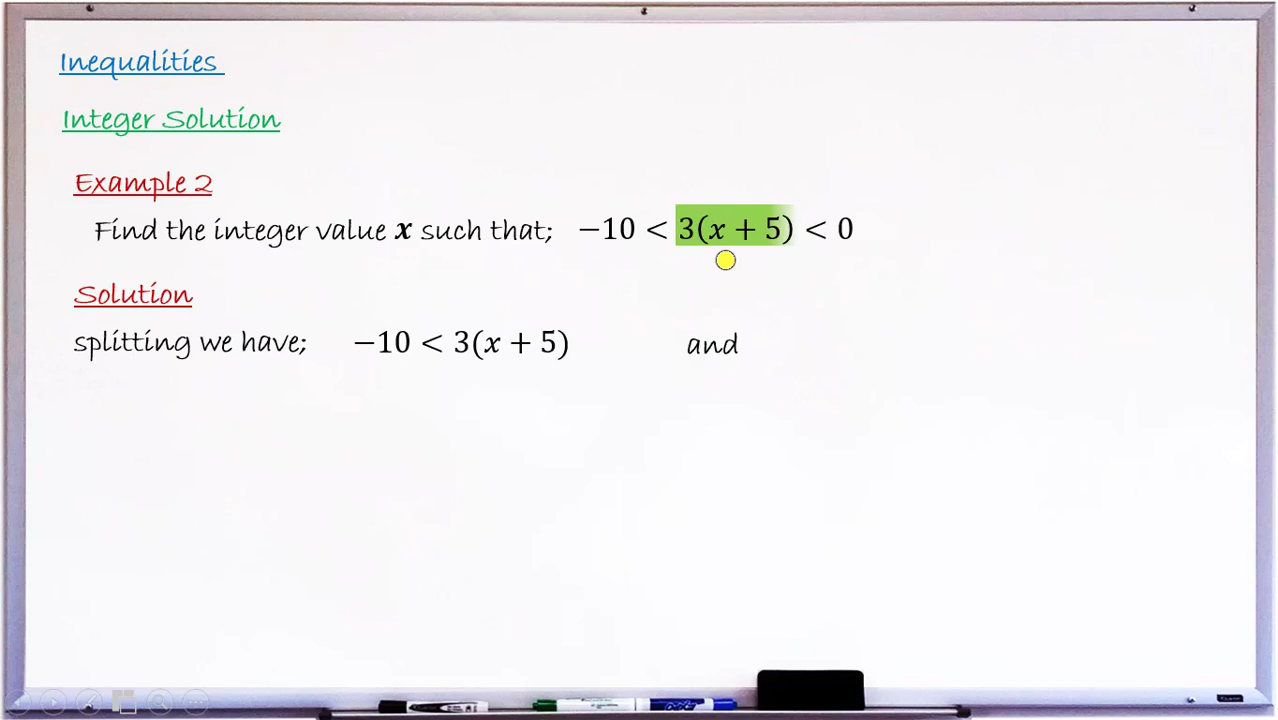 Inequalities
Integer Solution
Example 2
Find the integer value x such that; −10 < 3(x + 5) < 0
Solution
splitting we have; −10 < 3(x + 5) and